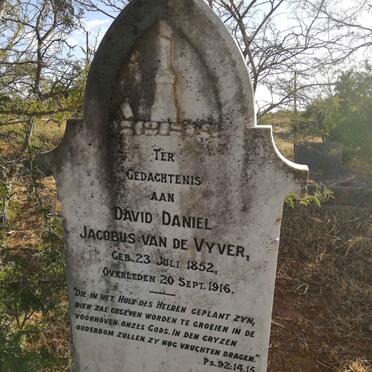 TER
GEDACHTENIS
AAN
DAVID DANIEL
JACOBUS VAN DE VYVER,
GEB. 23 JULI 1852,
OVERLEDEN 20 SEPT. 1916.
"DIE IN HET HUIS DES HEEREN GEPLANT ZYN,
DIEN ZAL GEGEVEN WORDEN TE GROEIEN IN DE
VOORHAVEN ONZES GODS. IN DEN GRYZEN
OUDERDOM ZULLEN ZY NOG VRUCHTEN DRAGEN."
PS. 92:14,15